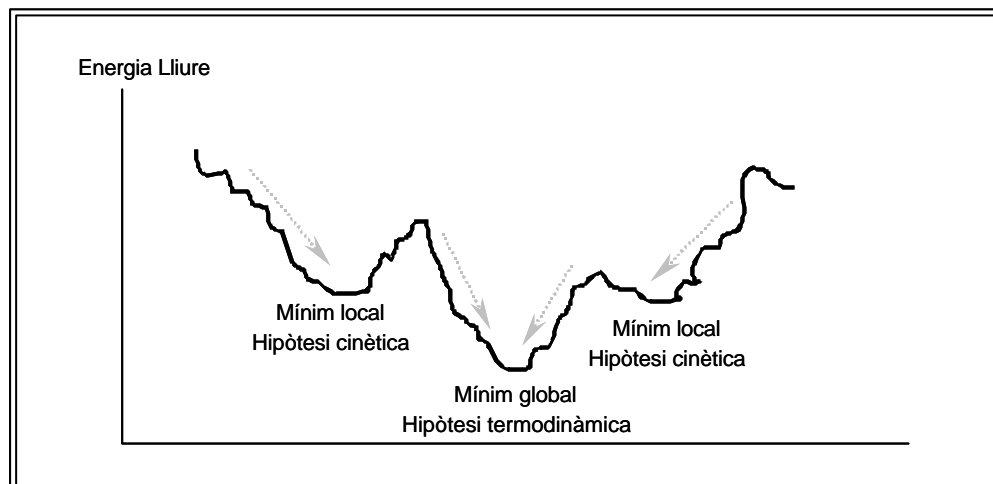 Energia Lliure
Mínim local
Hipòtesi cinètica
Mínim local
Hipòtesi cinètica
Mínim global
Hipòtesi termodinàmica